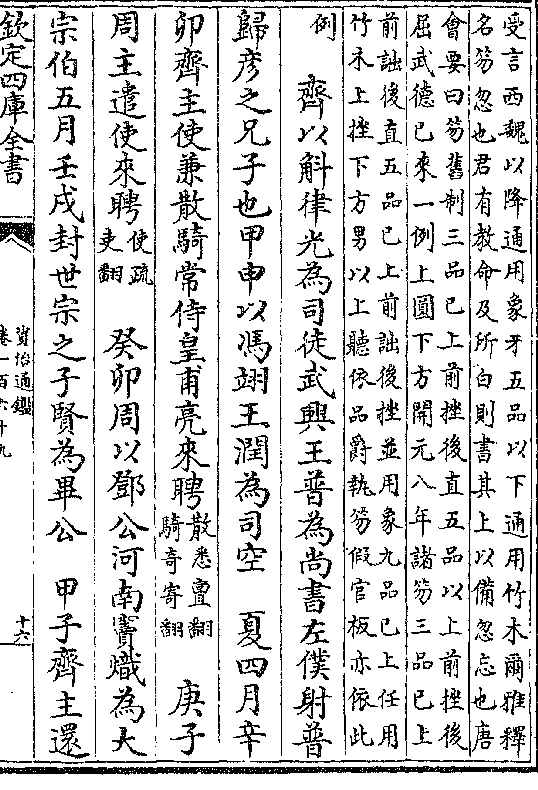 受言西魏以降通用象牙五品以下通用竹木爾雅釋
名笏忽也君有教命及所白則書其上以備忽忘也唐
會要曰笏舊制三品已上前挫後直五品以上前挫後
屈武德已來一例上圓下方開元八年諸笏三品已上
前詘後直五品已上前詘後挫並用象九品已上任用
竹木上挫下方男以上聽依品爵執笏假官板亦依此
例
齊以斛律光為司徒武興王普為尚書左僕射普
歸彦之兄子也甲申以馮翊王潤為司空　夏四月辛
卯齊主使兼散騎常侍皇甫亮來聘散悉亶翻騎奇寄翻　庚子
周主遣使來聘使疏吏翻　癸卯周以鄧公河南竇熾為大
宗伯五月壬戌封世宗之子賢為畢公　甲子齊主還
欽定四庫全書
資治通鑑
卷一百六十九
十六